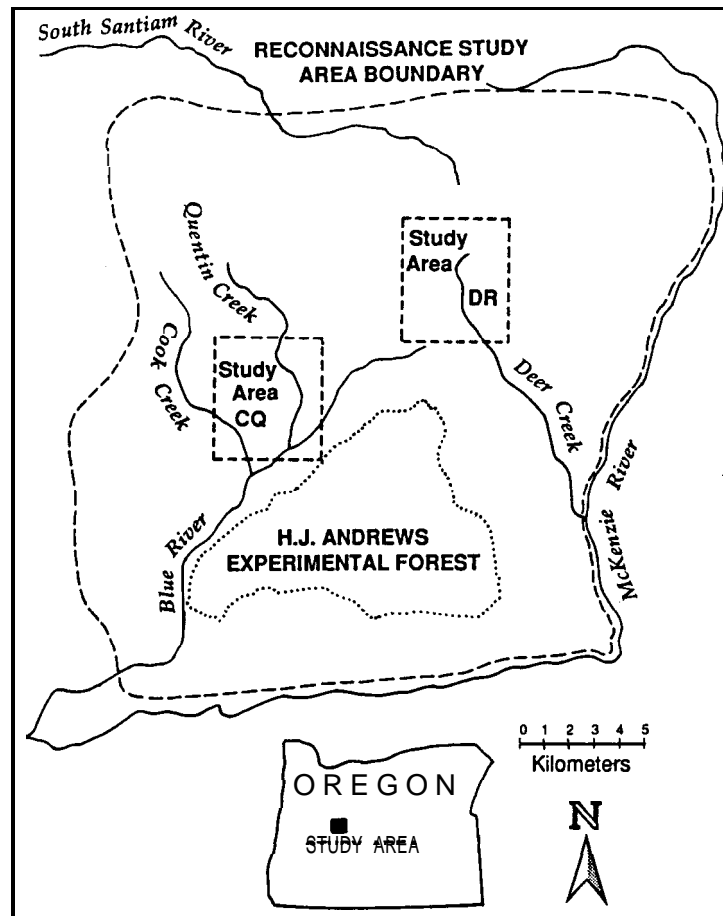 South Santiam River
RECONNAISSANCE STUDY
AREA BOUNDARY
Quentin Creek
Study
Area
DR
Cook Creek
Study
Area
CQ
Deer Creek
Blue River
H.J. ANDREWS
EXPERIMENTAL FOREST
McKenzie River
0 1 2 3 4 5
Kilometers
OREGON
STUDY AREA
N